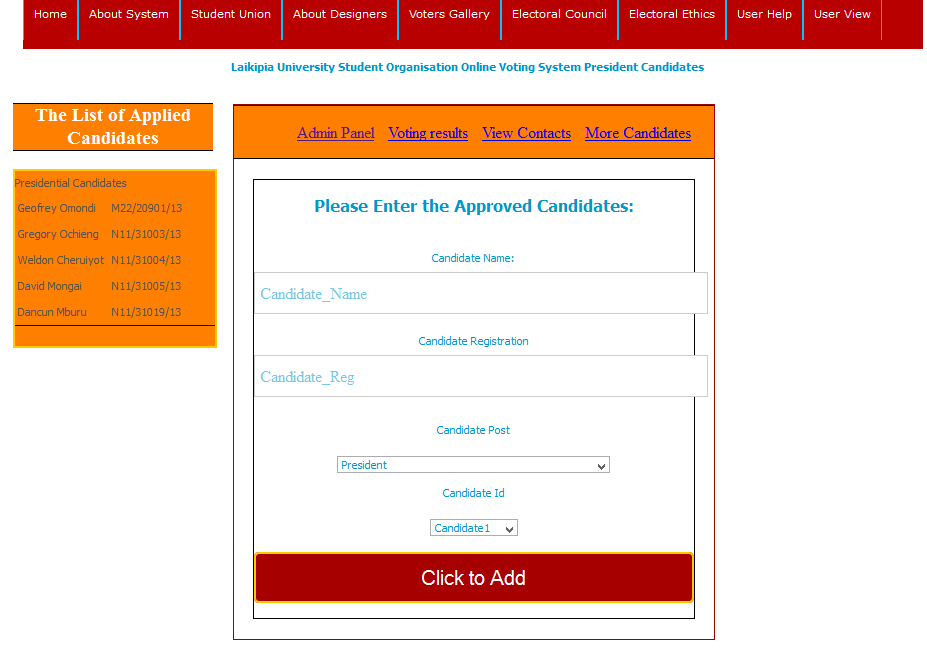 Home About System Student Union About Designers Voters Gallery Electoral Council Electoral Ethics User Help User View
Laikipia University Student Organisation Online Voting System President Candidates
The List of Applied
Candidates
Presidential Candidates
Geofrey Omondi M22/20901/13
Gregory Ochieng N11/31003/13
Weldon Cheruiyot N11/31004/13
David Mongai N11/31005/13
Dancun Mburu N11/31019/13
Admin Panel Voting results View Contacts More Candidates
Please Enter the Approved Candidates:
Candidate Name:
Candidate_Name
Candidate Registration
Candidate_Reg
Candidate Post
President
Candidate Id
Candidate1
Click to Add